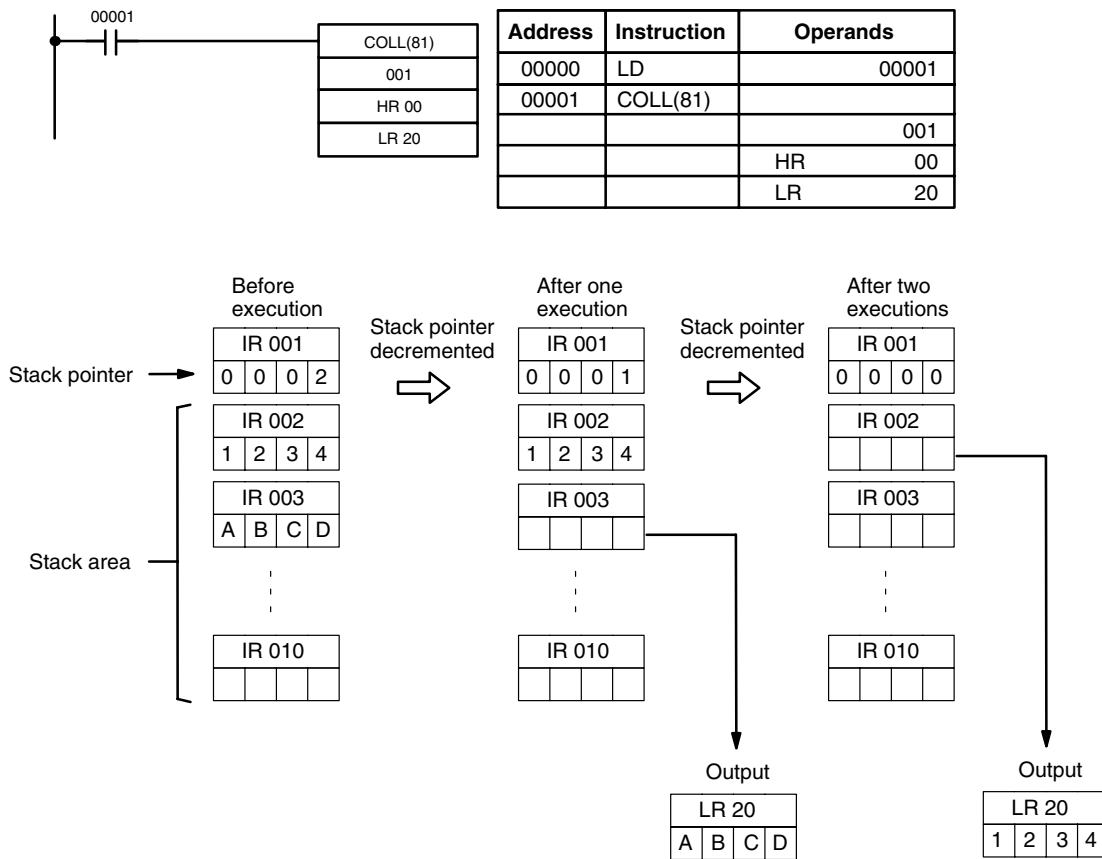 00001
COLL(81)
001
HR 00
LR 20
Address Instruction Operands
00000 LD 00001
00001 COLL(81)
001
HR 00
LR 20
Before
execution
After one
execution
After two
executions
Stack pointer
decremented
Stack pointer
decremented
IR 001
0 0 0 2
IR 001
0 0 0 1
IR 001
0 0 0 0
Stack pointer
IR 002
1 2 3 4
IR 002
1 2 3 4
IR 002
IR 003
A B C D
IR 003
IR 003
Stack area
IR 010
IR 010
IR 010
Output
LR 20
A B C D
Output
LR 20
1 2 3 4